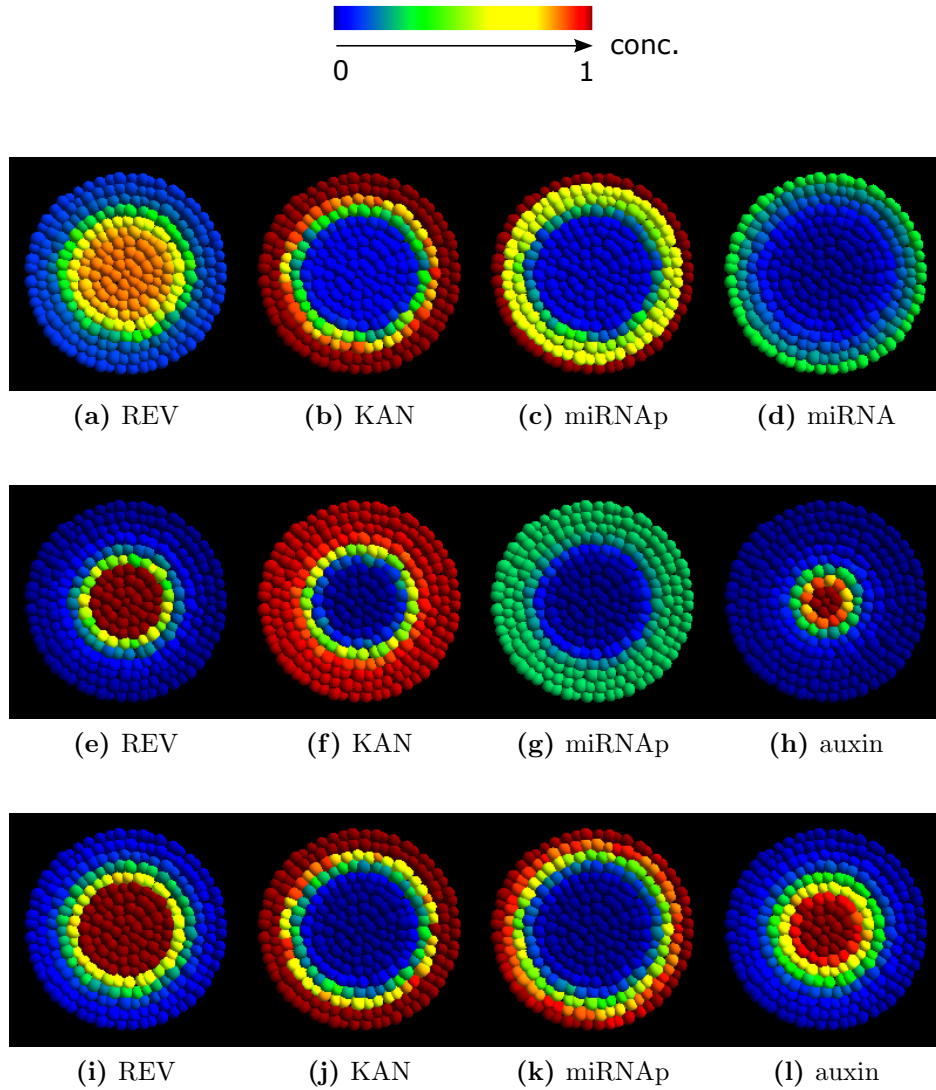 conc.
0 1
(a) REV (b) KAN (c) miRNAp (d) miRNA
(e) REV (f) KAN (g) miRNAp (h) auxin
(i) REV (j) KAN (k) miRNAp (l) auxin